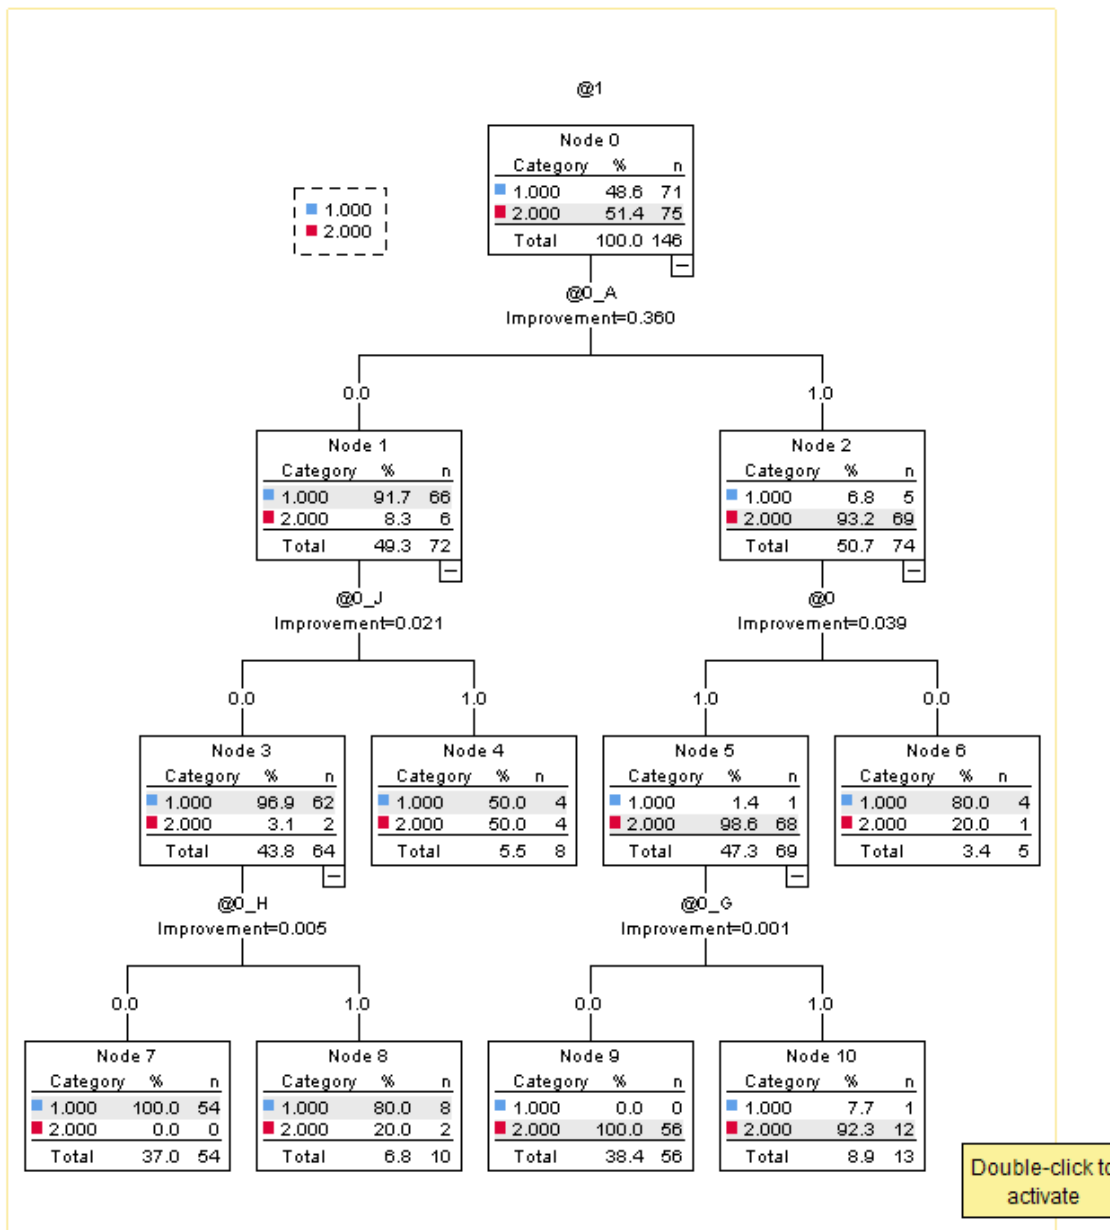 @1
Node 0
Category % n
1.000 48.6 71
2.000 51.4 75
Total 100.0 146
1.000
2.000
@0_A
Improvement=0.360
0.0 1.0
Node 1
Category % n
1.000 91.7 66
2.000 8.3 6
Total 49.3 72
Node 2
Category % n
1.000 6.8 5
2.000 93.2 69
Total 50.7 74
@0_J
Improvement=0.021
@0
Improvement=0.039
0.0 1.0 1.0 0.0
Node 3
Category % n
1.000 96.9 62
2.000 3.1 2
Total 43.8 64
Node 4
Category % n
1.000 50.0 4
2.000 50.0 4
Total 5.5 8
Node 5
Category % n
1.000 1.4 1
2.000 98.6 68
Total 47.3 69
Node 6
Category % n
1.000 80.0 4
2.000 20.0 1
Total 3.4 5
@0_H
Improvement=0.005
@0_G
Improvement=0.001
0.0 1.0 0.0 1.0
Node 7
Category % n
1.000 100.0 54
2.000 0.0 0
Total 37.0 54
Node 8
Category % n
1.000 80.0 8
2.000 20.0 2
Total 6.8 10
Node 9
Category % n
1.000 0.0 0
2.000 100.0 56
Total 38.4 56
Node 10
Category % n
1.000 7.7 1
2.000 92.3 12
Total 8.9 13
Double-click to
activate